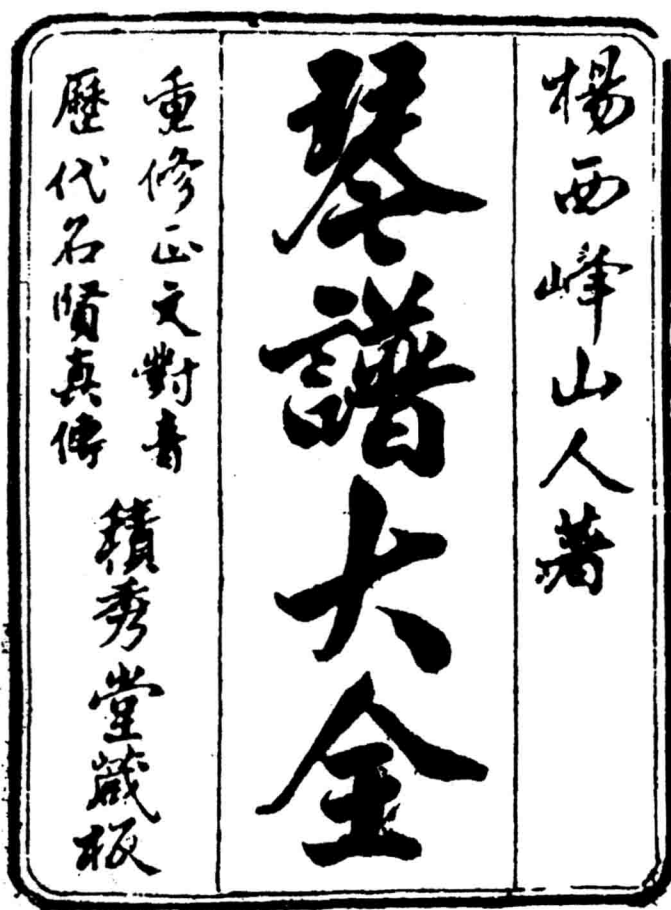 楊西峰山人著
琴譜大全
重修正文對音
歷代名賢真傳
積秀堂藏板